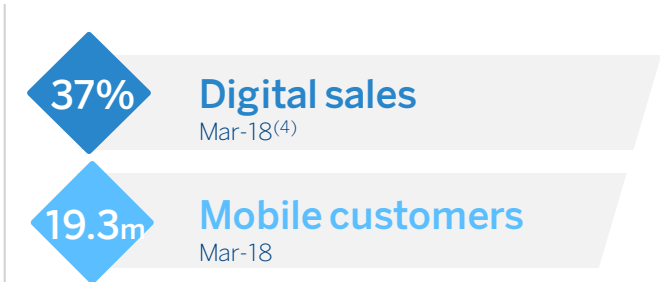 37%
Digital sales
Mar-18(4)
19.3m
Mobile customers
Mar-18